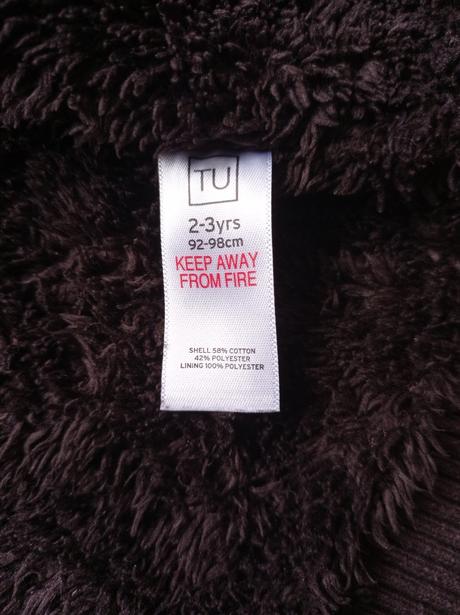 TU
2-3yrs
92-98cm
KEEP AWAY
FROM FIRE
SHELL 58% COTTON
42% POLYESTER
LINING 100% POLYESTER